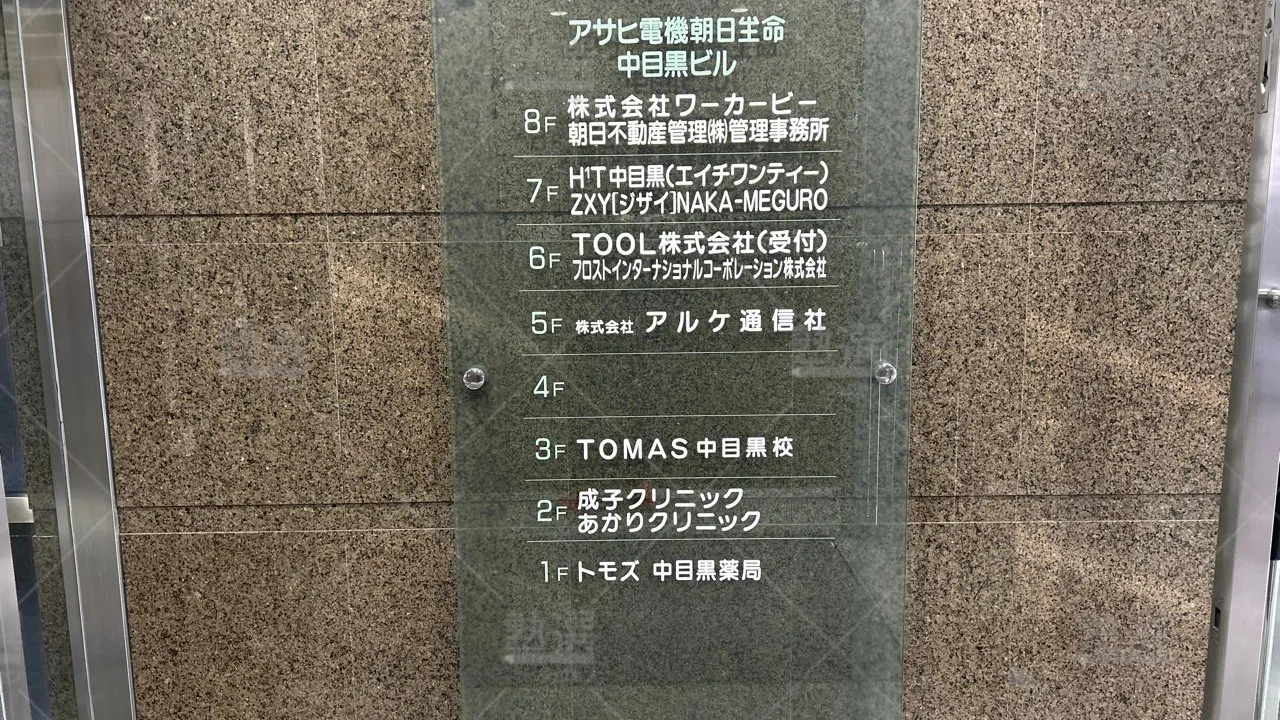 アサヒ電機朝日生命
中目黒ビル
8F 株式会社ワーカービー
朝日不動産管理㈱管理事務所
7F H¹T中目黒(エイチワンティー)
ZXY[ジザイ]NAKA-MEGURO
6F TOOL株式会社(受付)
フロストインターナショナルコーポレーション株式会社
5F 株式会社 アルケ通信社
4F
3F TOMAS中目黒校
2F 成子クリニック
あかりクリニック
1F トモズ 中目黒薬局